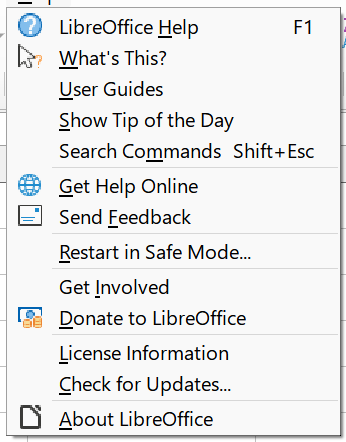 LibreOffice Help F1
What's This?
User Guides
Show Tip of the Day
Search Commands Shift+Esc
Get Help Online
Send Feedback
Restart in Safe Mode...
Get Involved
Donate to LibreOffice
License Information
Check for Updates...
About LibreOffice